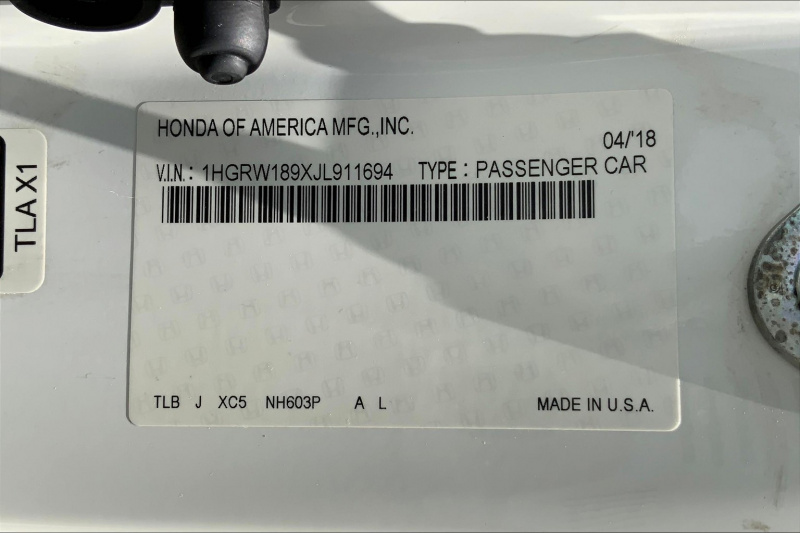 HONDA OF AMERICA MFG.,INC.
04/'18
V.I.N.: 1HGRW189XJL911694 TYPE : PASSENGER CAR
TLA X1
TLB J XC5 NH603P A L MADE IN U.S.A.